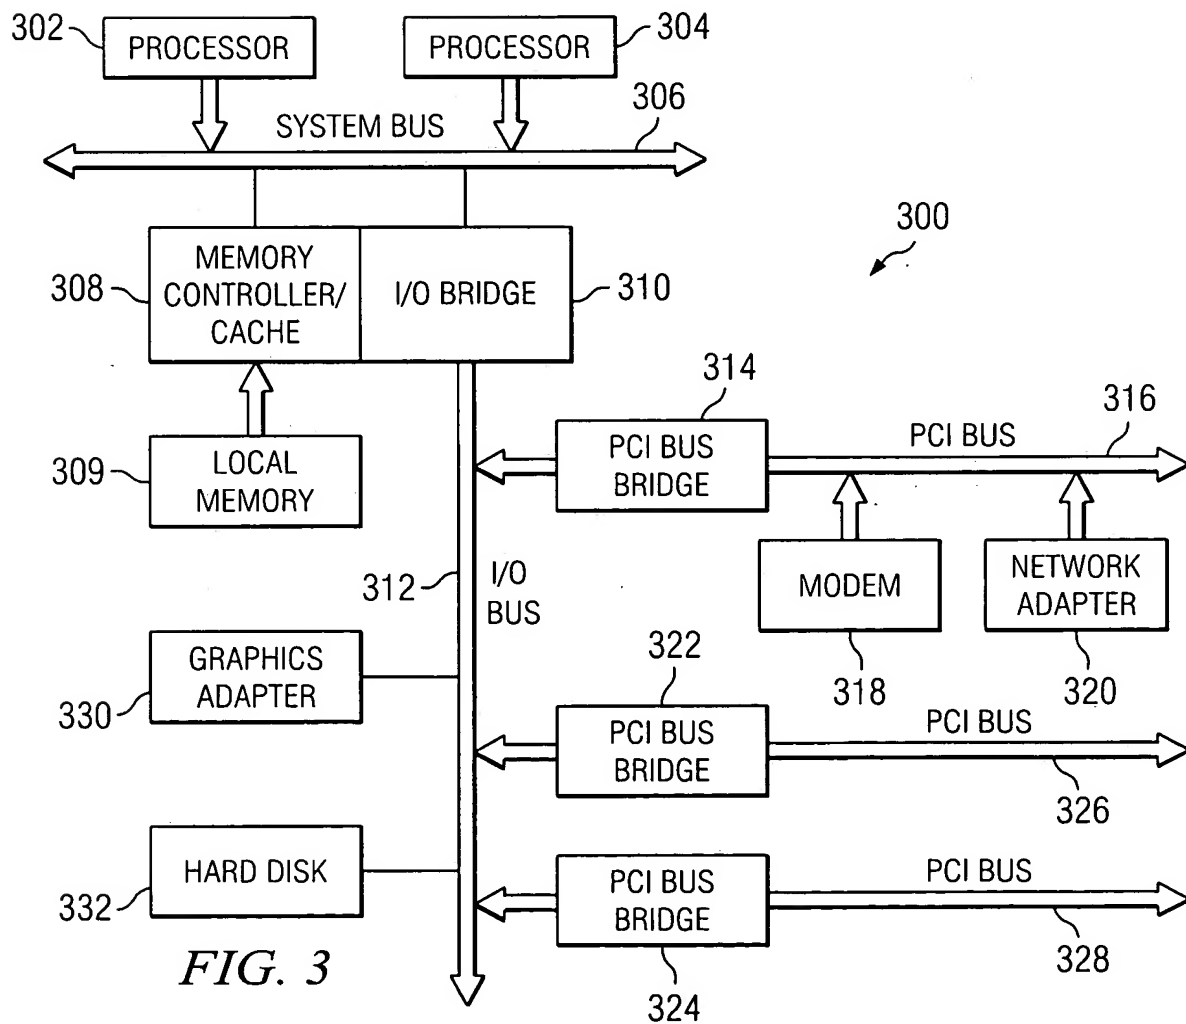 302
PROCESSOR
PROCESSOR
304
SYSTEM BUS
306
300
308
MEMORY
CONTROLLER/
CACHE
I/O BRIDGE
310
314
309
LOCAL
MEMORY
PCI BUS
BRIDGE
PCI BUS
316
312
I/O
BUS
MODEM
NETWORK
ADAPTER
318
320
330
GRAPHICS
ADAPTER
322
PCI BUS
BRIDGE
PCI BUS
326
332
HARD DISK
PCI BUS
BRIDGE
PCI BUS
328
324
FIG. 3